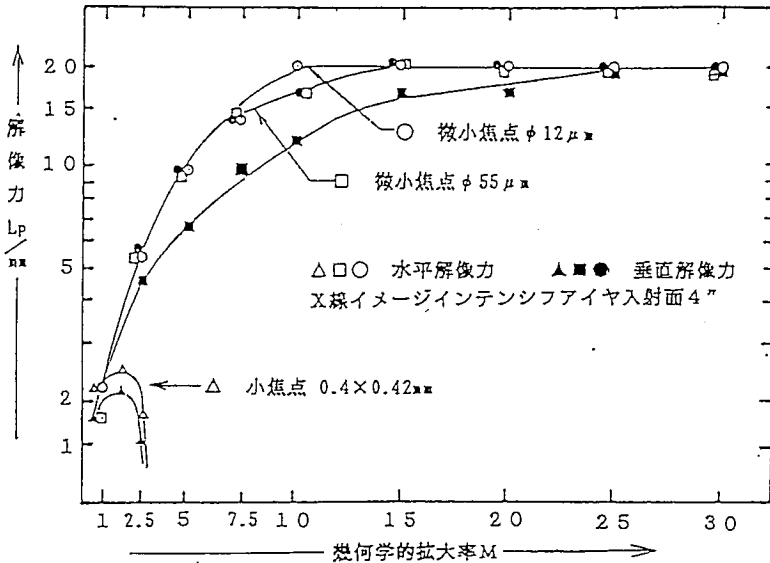 解像力 Lp/mm
20
15
10
5
2
1
○ 微小焦点 φ12μm
□ 微小焦点 φ55μm
△□○ 水平解像力 ▲■● 垂直解像力
X線イメージインテンシフアイヤ入射面4"
△ 小焦点 0.4×0.42mm
1 2.5 5 7.5 10 15 20 25 30
幾何学的拡大率M